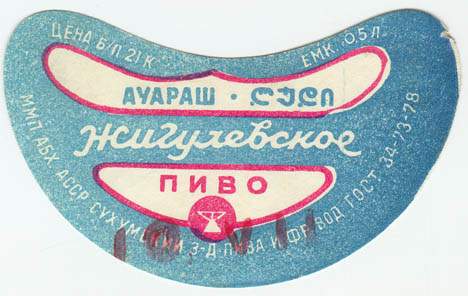 ЦЕНА Б/П 21 К
ЕМК. 0,5 Л
АУАРАШ · ლუდი
Жигулевское
ПИВО
ММП АБХ. АССР СУХУМСКИЙ З-Д ПИВА И ФР. ВОД. ГОСТ 34-73-78